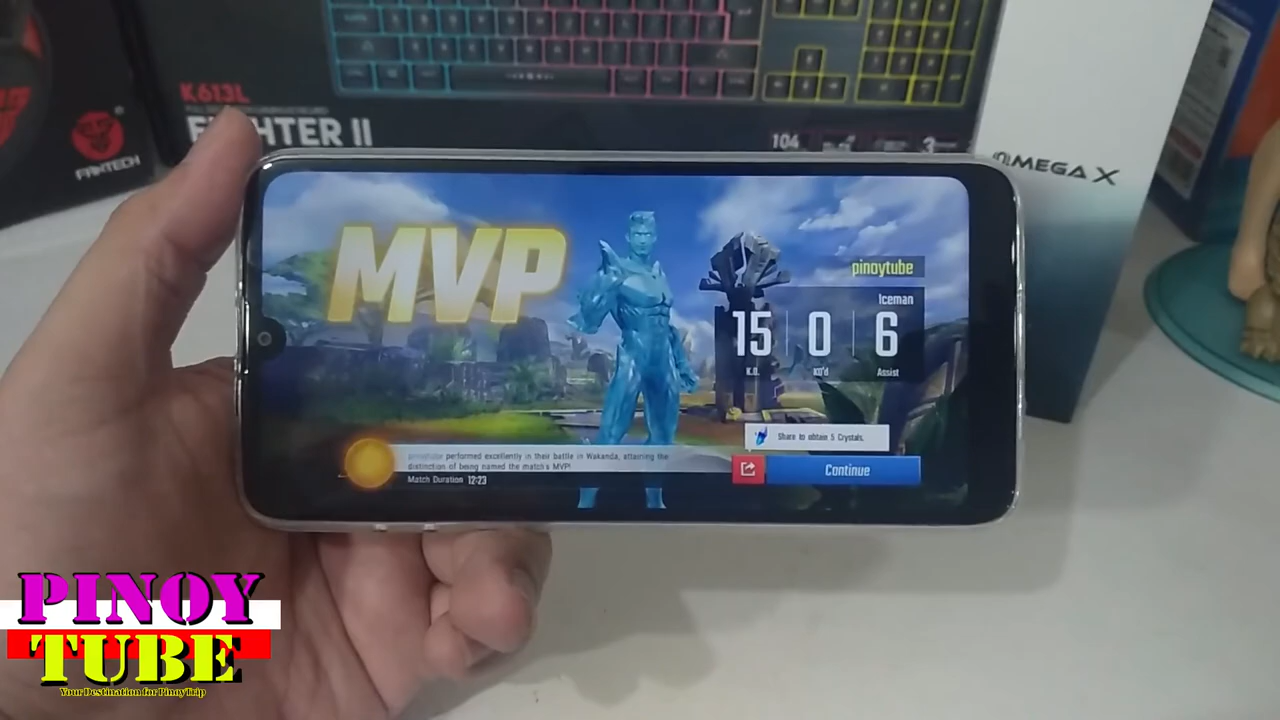 K613L
FIGHTER II
104
3
FANTECH
OMEGA X
MVP
pinoytube
Iceman
15 0 6
K.O. KO'd Assist
Share to obtain 5 Crystals.
performed excellently in their battle in Wakanda, attaining the
distinction of being named the match's MVP!
Continue
Match Duration 12:23
PINOY
TUBE
Your Destination for PinoyTrip